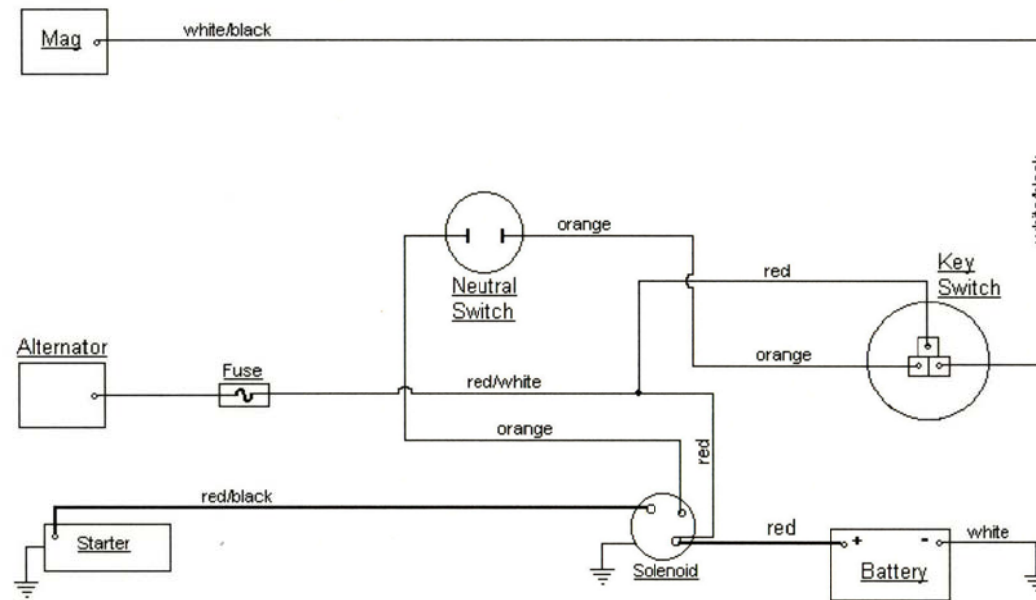 Mag
white/black
orange
Neutral
Switch
red
Key
Switch
Alternator
Fuse
red/white
orange
orange
red
red/black
Starter
Solenoid
red
+ -
Battery
white